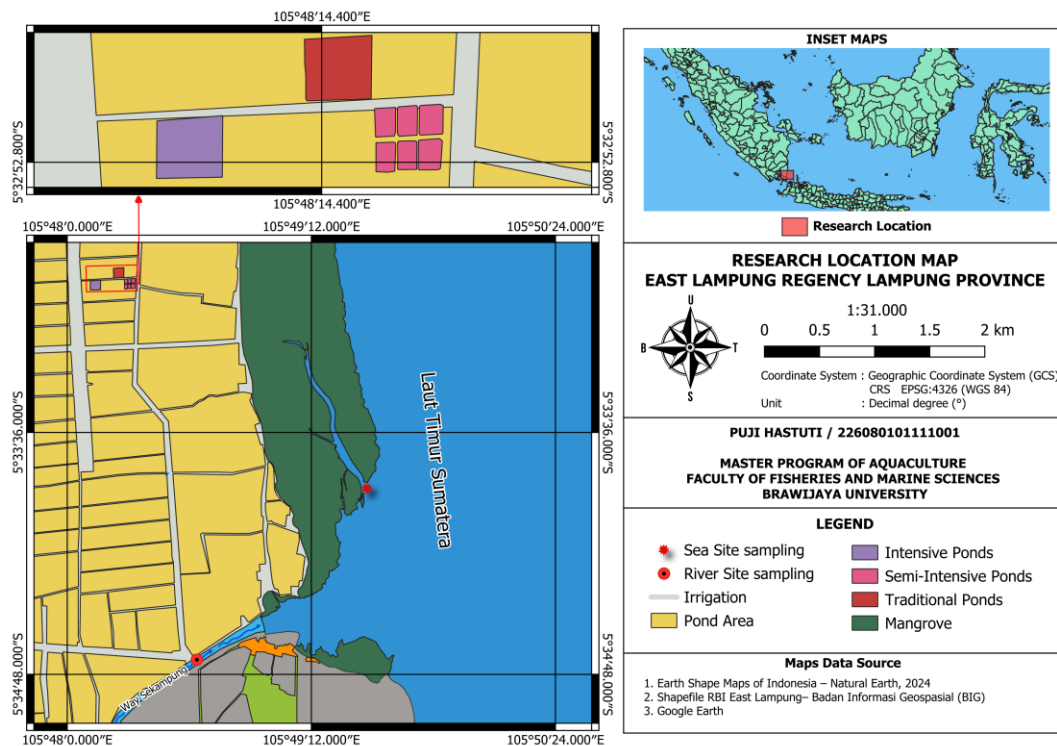 105°48′14.400″E
5°32′52.800″S
5°32′52.800″S
105°48′14.400″E
105°48′0.000″E
105°49′12.000″E
105°50′24.000″E
5°33′36.000″S
5°33′36.000″S
Laut Timur Sumatera
5°34′48.000″S
5°34′48.000″S
Way Sekampung
105°48′0.000″E
105°49′12.000″E
105°50′24.000″E
INSET MAPS
Research Location
RESEARCH LOCATION MAP
EAST LAMPUNG REGENCY LAMPUNG PROVINCE
U
B
T
S
1:31.000
0 0.5 1 1.5 2 km
Coordinate System : Geographic Coordinate System (GCS)
CRS EPSG:4326 (WGS 84)
Unit : Decimal degree (°)
PUJI HASTUTI / 226080101111001
MASTER PROGRAM OF AQUACULTURE
FACULTY OF FISHERIES AND MARINE SCIENCES
BRAWIJAYA UNIVERSITY
LEGEND
Sea Site sampling
River Site sampling
Irrigation
Pond Area
Intensive Ponds
Semi-Intensive Ponds
Traditional Ponds
Mangrove
Maps Data Source
1. Earth Shape Maps of Indonesia – Natural Earth, 2024
2. Shapefile RBI East Lampung– Badan Informasi Geospasial (BIG)
3. Google Earth